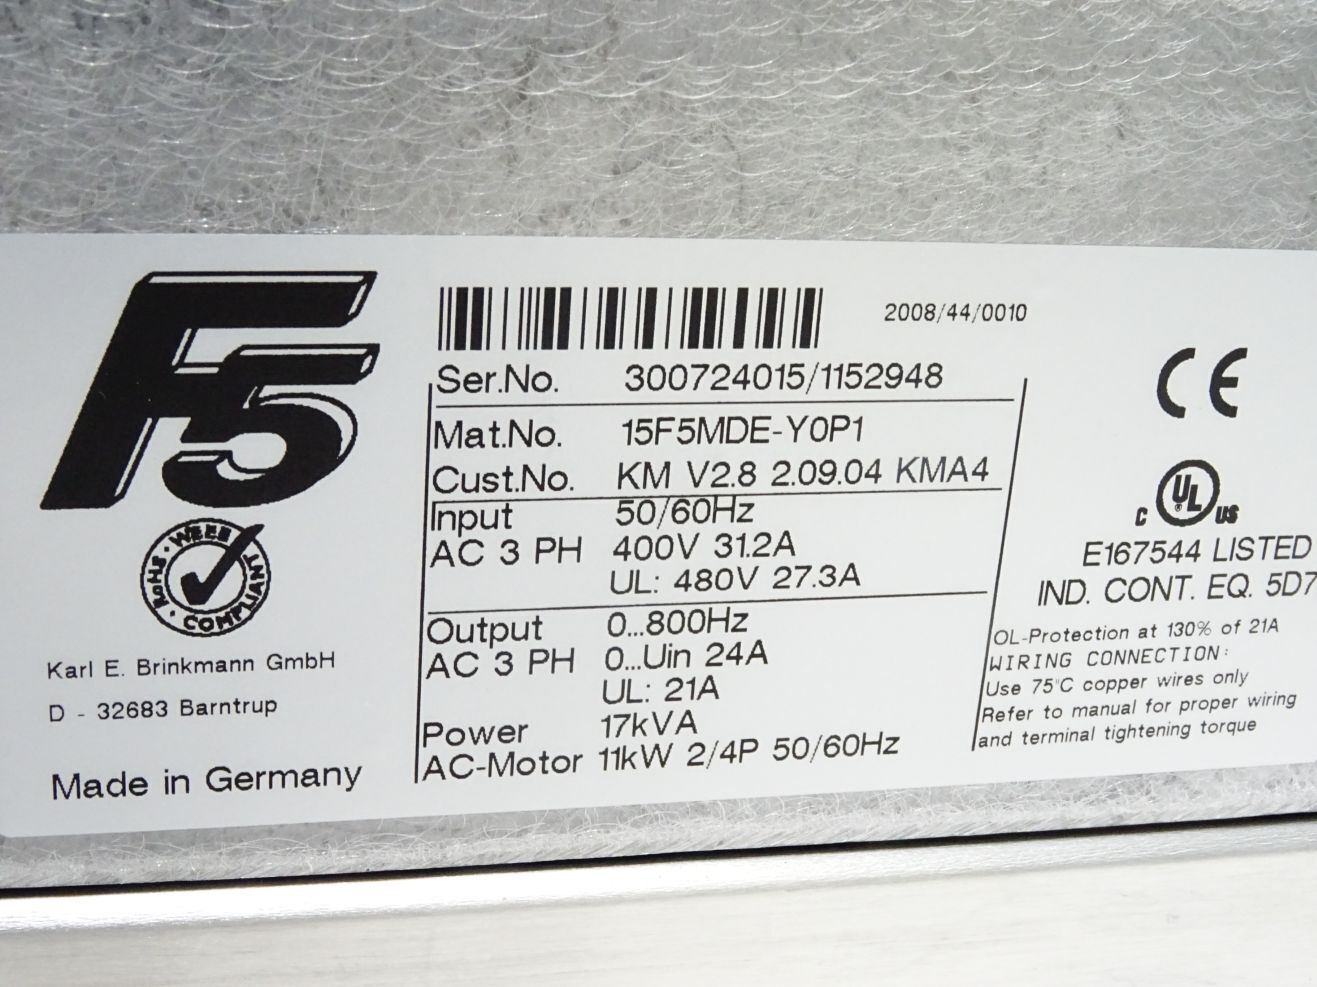 F5
2008/44/0010
Ser.No. 300724015/1152948
Mat.No. 15F5MDE-Y0P1
Cust.No. KM V2.8 2.09.04 KMA4
Input 50/60Hz
AC 3 PH 400V 31.2A
UL: 480V 27.3A
Output 0...800Hz
AC 3 PH 0...Uin 24A
UL: 21A
Power 17kVA
AC-Motor 11kW 2/4P 50/60Hz
RoHS · WEEE · COMPLIANT
Karl E. Brinkmann GmbH
D - 32683 Barntrup
Made in Germany
CE
C UL® US
E167544 LISTED
IND. CONT. EQ. 5D7
OL-Protection at 130% of 21A
WIRING CONNECTION:
Use 75°C copper wires only
Refer to manual for proper wiring
and terminal tightening torque